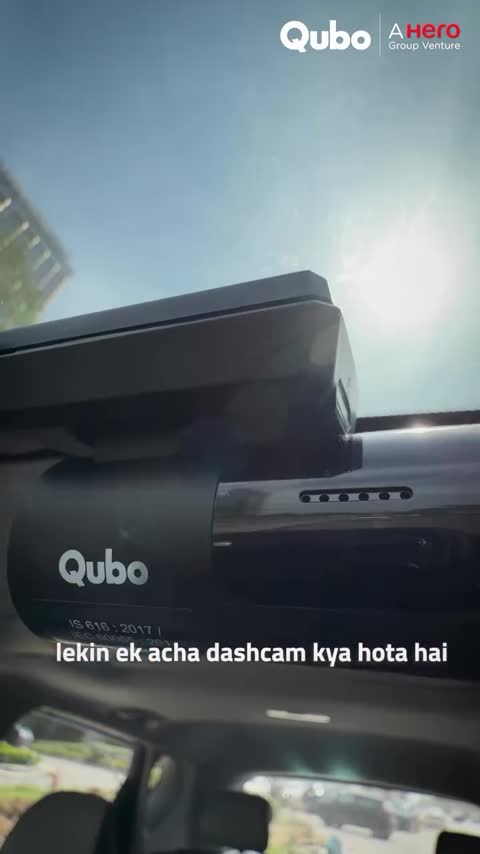 Qubo
A HERO
Group Venture
Qubo
IS 616 : 2017 /
lekin ek acha dashcam kya hota hai